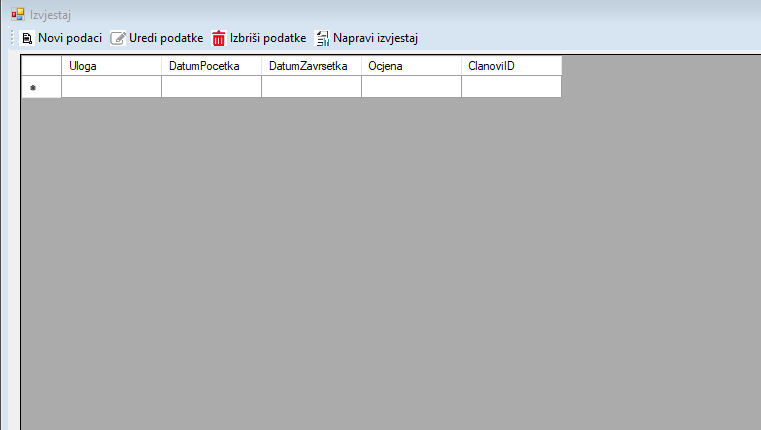 Izvjestaj
Novi podaci Uredi podatke Izbriši podatke Napravi izvjestaj
Uloga DatumPocetka DatumZavrsetka Ocjena ClanoviID